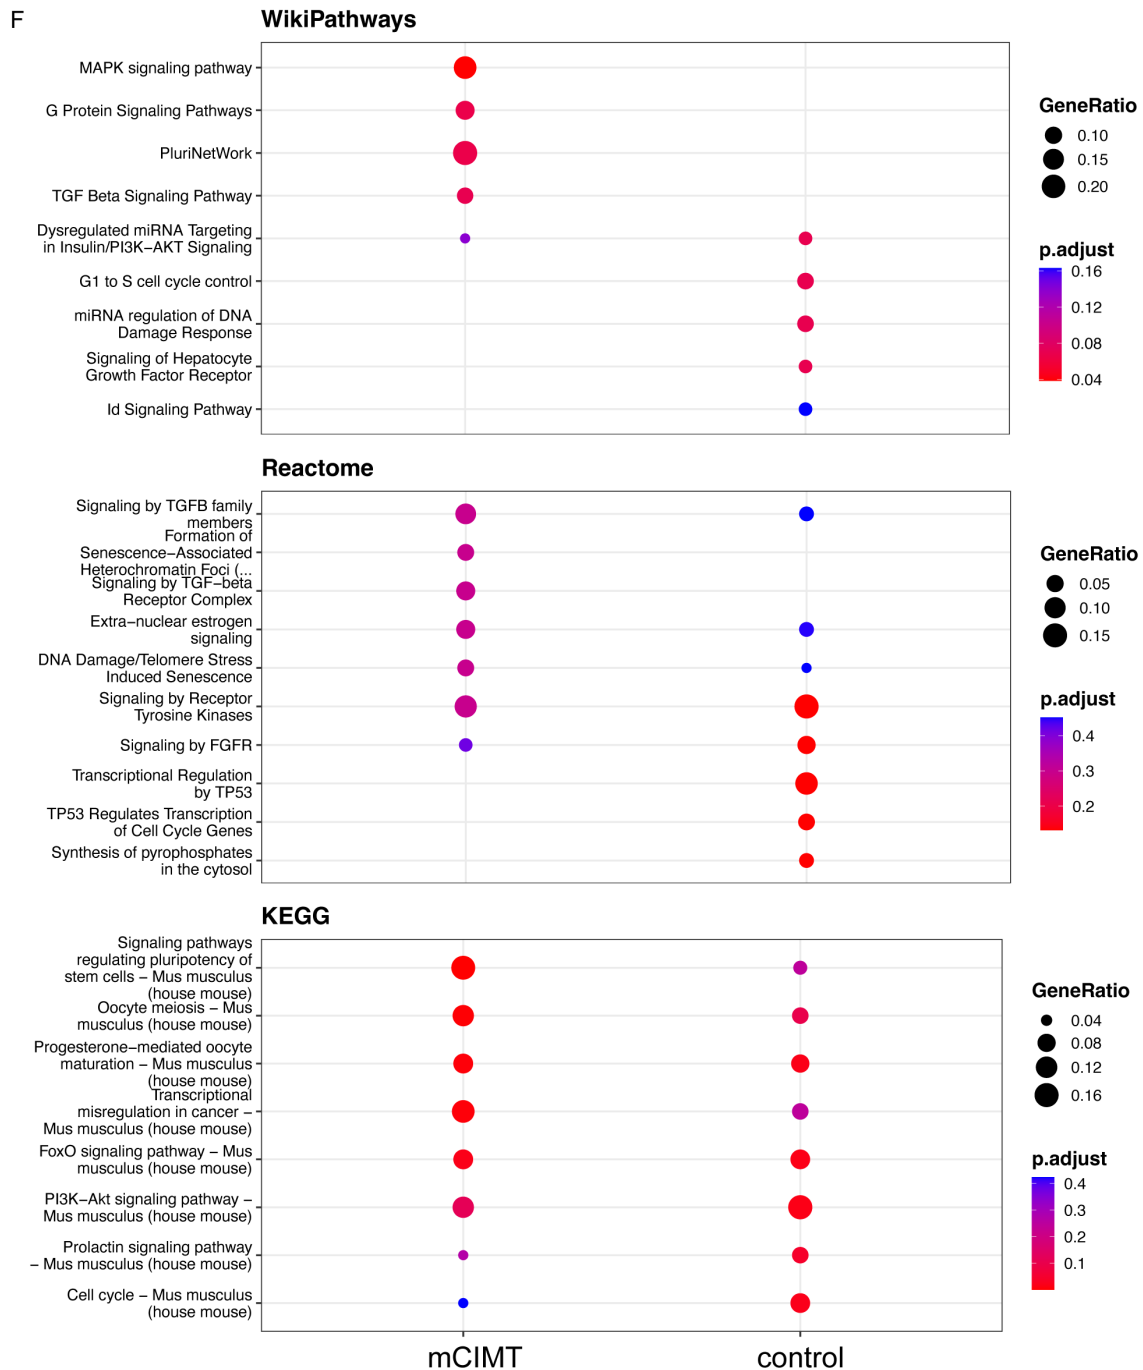 F
WikiPathways
MAPK signaling pathway
G Protein Signaling Pathways
PluriNetWork
TGF Beta Signaling Pathway
Dysregulated miRNA Targeting
in Insulin/PI3K−AKT Signaling
G1 to S cell cycle control
miRNA regulation of DNA
Damage Response
Signaling of Hepatocyte
Growth Factor Receptor
Id Signaling Pathway
GeneRatio
0.10
0.15
0.20
p.adjust
0.16
0.12
0.08
0.04
Reactome
Signaling by TGFB family
members
Formation of
Senescence−Associated
Heterochromatin Foci (...
Signaling by TGF−beta
Receptor Complex
Extra−nuclear estrogen
signaling
DNA Damage/Telomere Stress
Induced Senescence
Signaling by Receptor
Tyrosine Kinases
Signaling by FGFR
Transcriptional Regulation
by TP53
TP53 Regulates Transcription
of Cell Cycle Genes
Synthesis of pyrophosphates
in the cytosol
GeneRatio
0.05
0.10
0.15
p.adjust
0.4
0.3
0.2
KEGG
Signaling pathways
regulating pluripotency of
stem cells − Mus musculus
(house mouse)
Oocyte meiosis − Mus
musculus (house mouse)
Progesterone−mediated oocyte
maturation − Mus musculus
(house mouse)
Transcriptional
misregulation in cancer −
Mus musculus (house mouse)
FoxO signaling pathway − Mus
musculus (house mouse)
PI3K−Akt signaling pathway −
Mus musculus (house mouse)
Prolactin signaling pathway
− Mus musculus (house mouse)
Cell cycle − Mus musculus
(house mouse)
GeneRatio
0.04
0.08
0.12
0.16
p.adjust
0.4
0.3
0.2
0.1
mCIMT
control